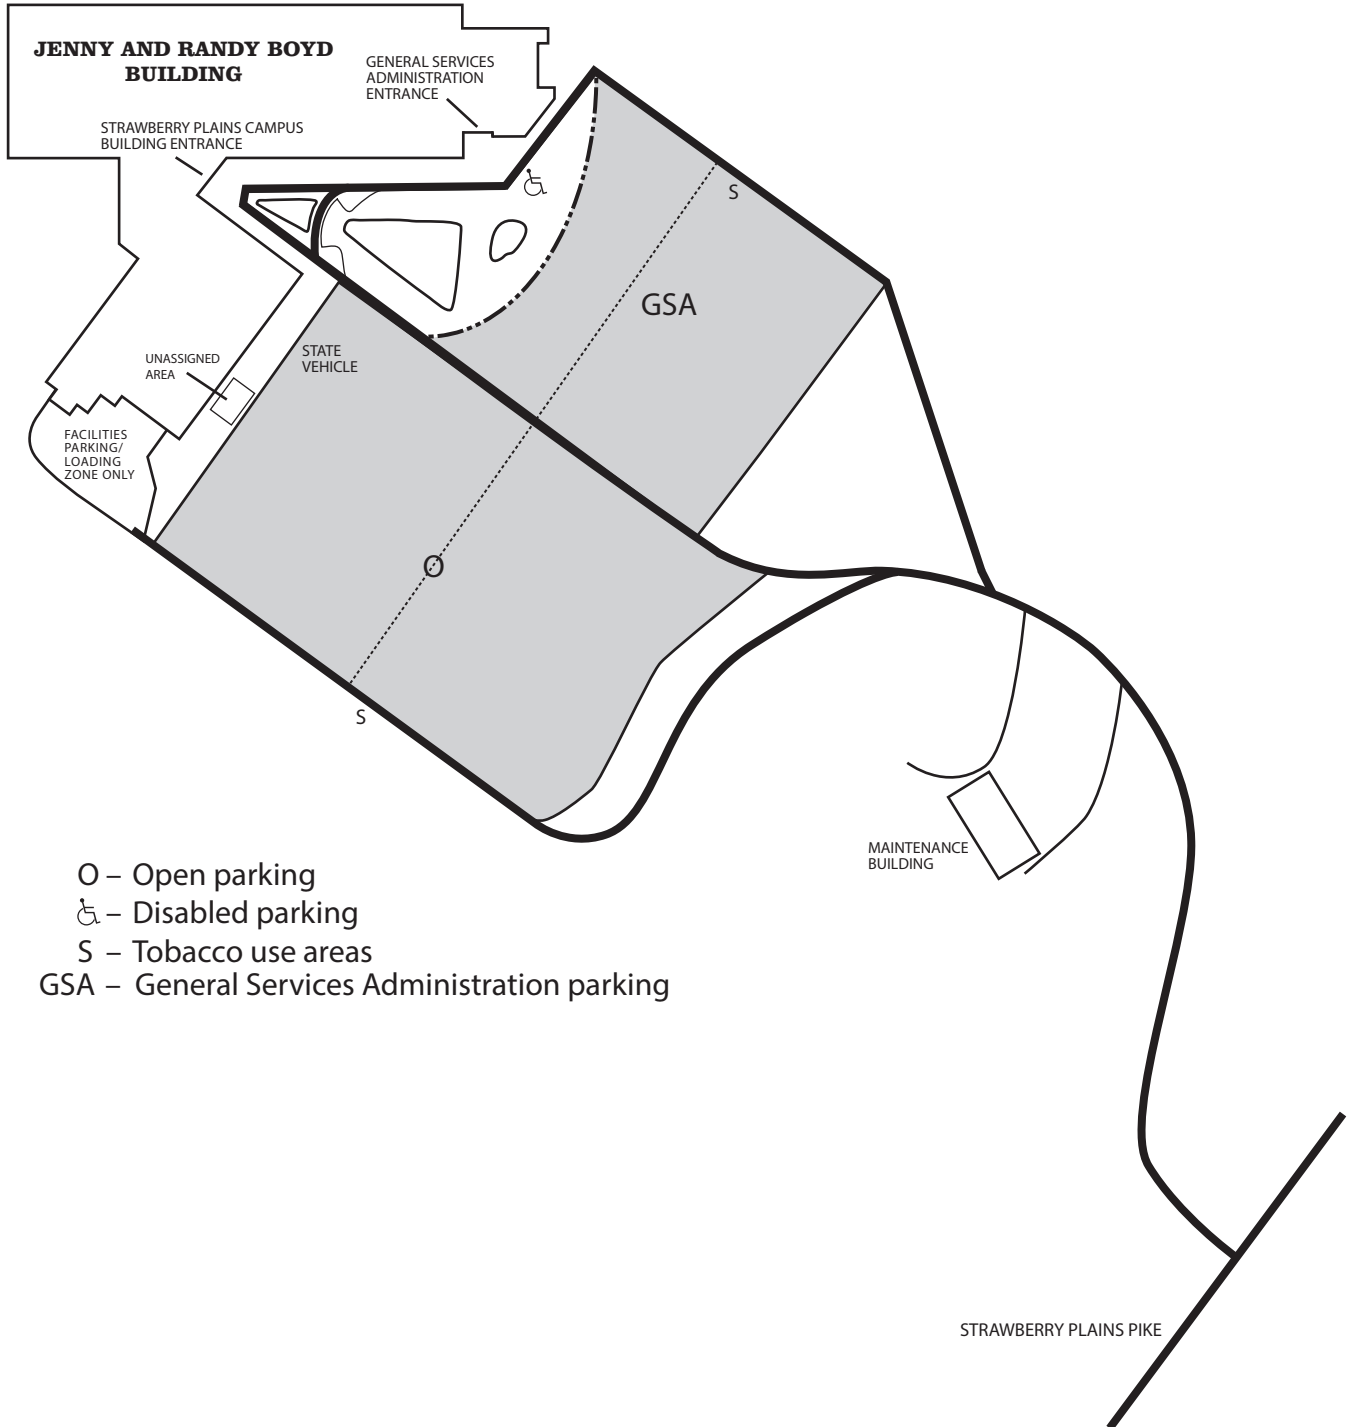 JENNY AND RANDY BOYD
BUILDING
GENERAL SERVICES
ADMINISTRATION
ENTRANCE
STRAWBERRY PLAINS CAMPUS
BUILDING ENTRANCE
S
GSA
STATE
VEHICLE
UNASSIGNED
AREA
FACILITIES
PARKING/
LOADING
ZONE ONLY
O
S
MAINTENANCE
BUILDING
O – Open parking
♿ – Disabled parking
S – Tobacco use areas
GSA – General Services Administration parking
STRAWBERRY PLAINS PIKE